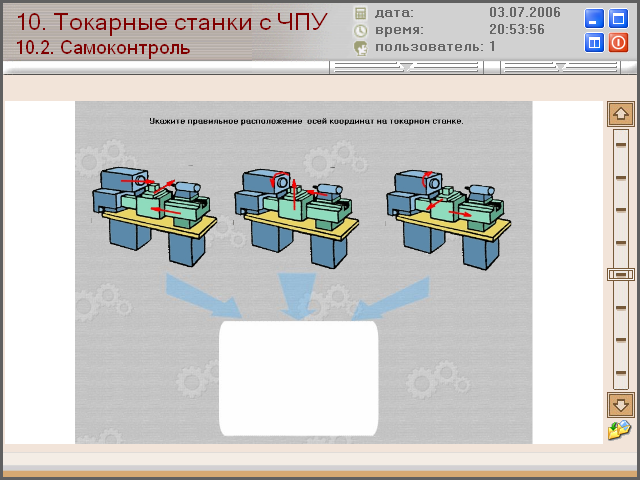 10. Токарные станки с ЧПУ
10.2. Самоконтроль
дата: 03.07.2006
время: 20:53:56
пользователь: 1
Укажите правильное расположение осей координат на токарном станке.